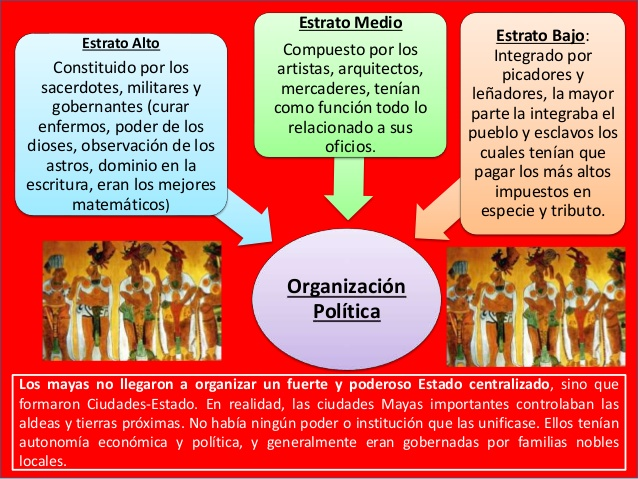 Estrato Alto
Constituido por los
sacerdotes, militares y
gobernantes (curar
enfermos, poder de los
dioses, observación de los
astros, dominio en la
escritura, eran los mejores
matemáticos)
Estrato Medio
Compuesto por los
artistas, arquitectos,
mercaderes, tenían
como función todo lo
relacionado a sus
oficios.
Estrato Bajo:
Integrado por
picadores y
leñadores, la mayor
parte la integraba el
pueblo y esclavos los
cuales tenían que
pagar los más altos
impuestos en
especie y tributo.
Organización
Política
Los mayas no llegaron a organizar un fuerte y poderoso Estado centralizado, sino que
formaron Ciudades-Estado. En realidad, las ciudades Mayas importantes controlaban las
aldeas y tierras próximas. No había ningún poder o institución que las unificase. Ellos tenían
autonomía económica y política, y generalmente eran gobernadas por familias nobles
locales.